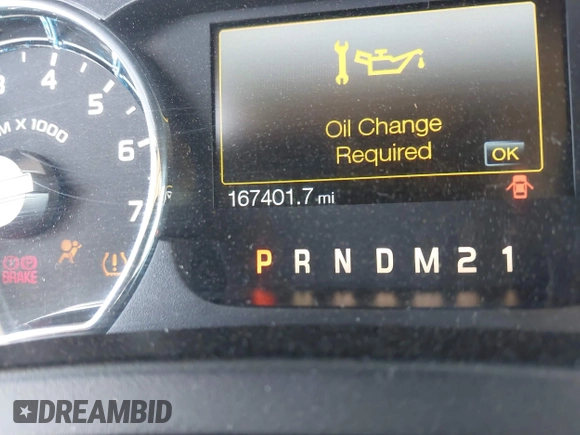 Oil Change
Required
OK
167401.7 mi
3 4 5 6 7
M X 1000
P R N D M 2 1
BRAKE
DREAMBID